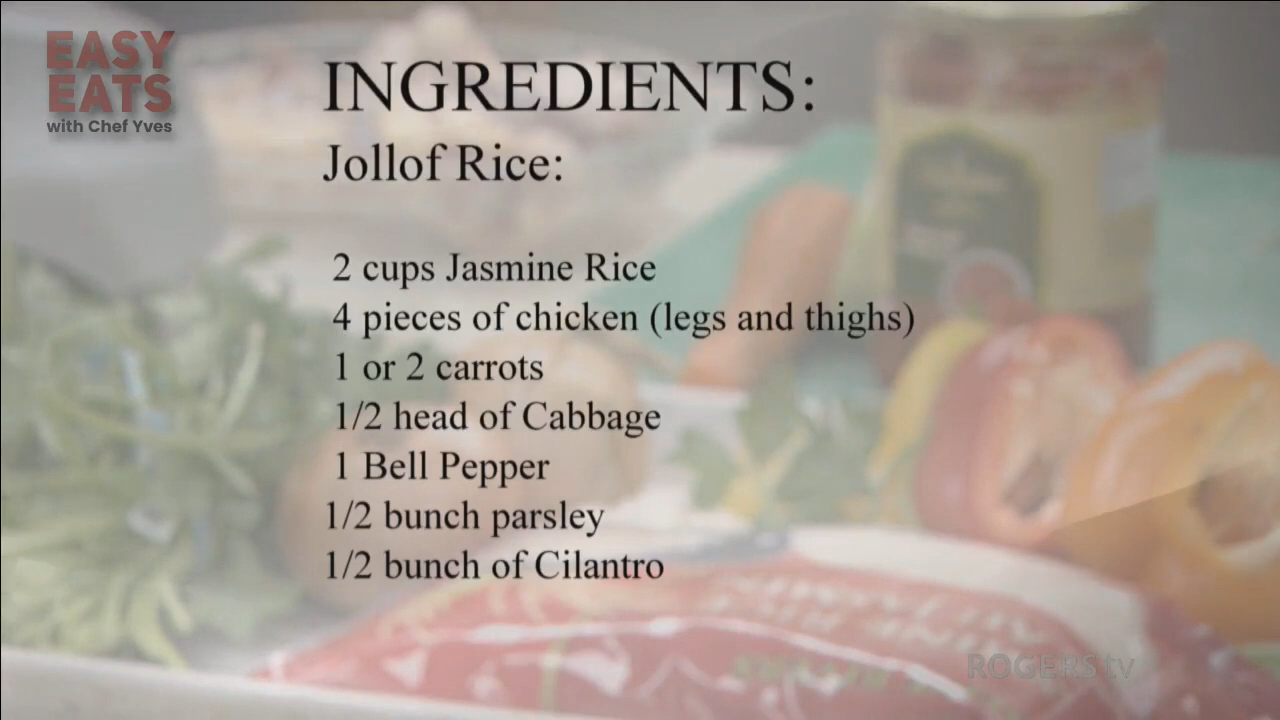 EASY
EATS
with Chef Yves
INGREDIENTS:
Jollof Rice:
2 cups Jasmine Rice
4 pieces of chicken (legs and thighs)
1 or 2 carrots
1/2 head of Cabbage
1 Bell Pepper
1/2 bunch parsley
1/2 bunch of Cilantro
ROGERS tv